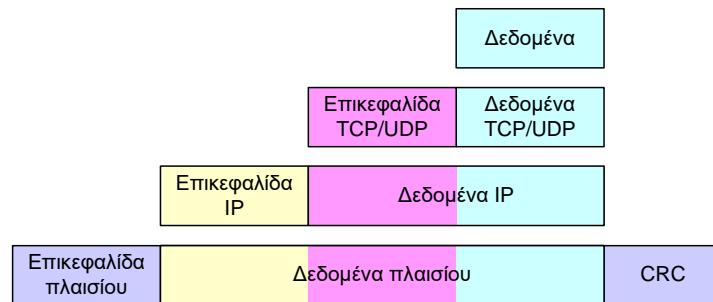 Δεδομένα
Επικεφαλίδα
TCP/UDP
Δεδομένα
TCP/UDP
Επικεφαλίδα
IP
Δεδομένα IP
Επικεφαλίδα
πλαισίου
Δεδομένα πλαισίου
CRC